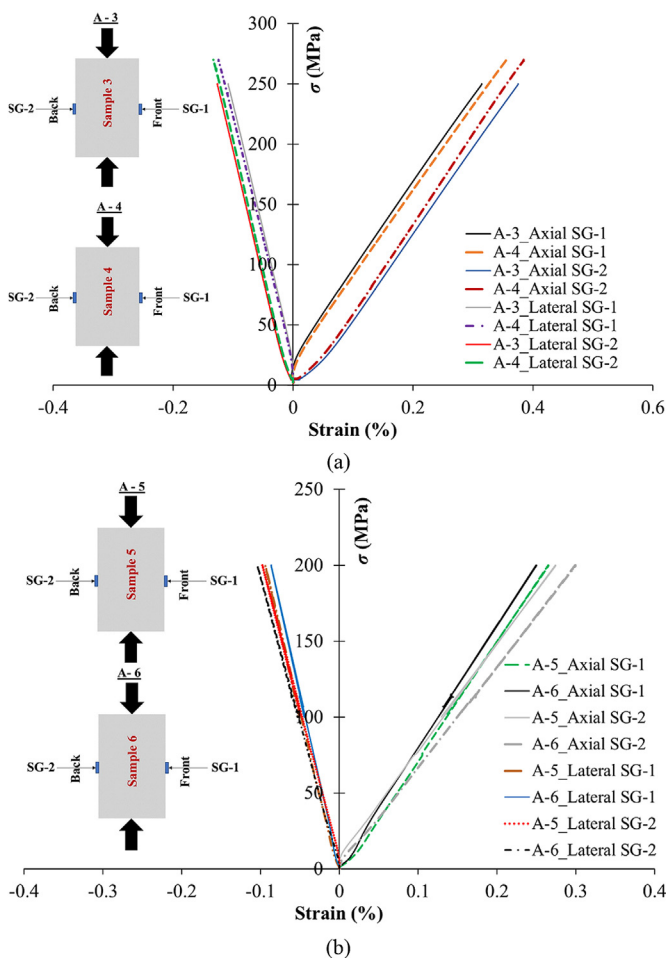 A - 3
SG-2
Back
Sample 3
Front
SG-1
A - 4
SG-2
Back
Sample 4
Front
SG-1
σ (MPa)
300
250
200
150
100
50
0
-0.4
-0.2
0
0.2
0.4
0.6
Strain (%)
A-3_Axial SG-1
A-4_Axial SG-1
A-3_Axial SG-2
A-4_Axial SG-2
A-3_Lateral SG-1
A-4_Lateral SG-1
A-3_Lateral SG-2
A-4_Lateral SG-2
(a)
A - 5
SG-2
Back
Sample 5
Front
SG-1
A - 6
SG-2
Back
Sample 6
Front
SG-1
σ (MPa)
200
150
100
50
0
-0.4
-0.3
-0.2
-0.1
0
0.1
0.2
0.3
0.4
Strain (%)
A-5_Axial SG-1
A-6_Axial SG-1
A-5_Axial SG-2
A-6_Axial SG-2
A-5_Lateral SG-1
A-6_Lateral SG-1
A-5_Lateral SG-2
A-6_Lateral SG-2
(b)